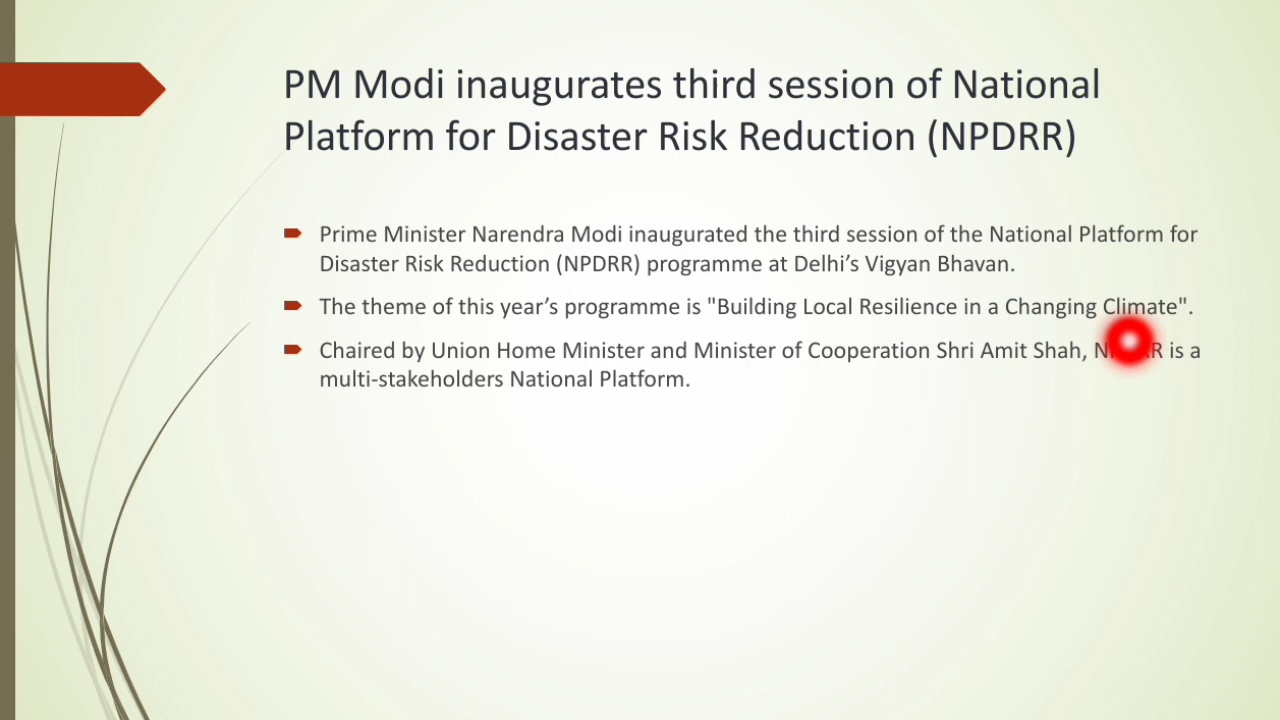 PM Modi inaugurates third session of National
Platform for Disaster Risk Reduction (NPDRR)
Prime Minister Narendra Modi inaugurated the third session of the National Platform for
Disaster Risk Reduction (NPDRR) programme at Delhi’s Vigyan Bhavan.
The theme of this year’s programme is "Building Local Resilience in a Changing Climate".
Chaired by Union Home Minister and Minister of Cooperation Shri Amit Shah, is a
multi-stakeholders National Platform.